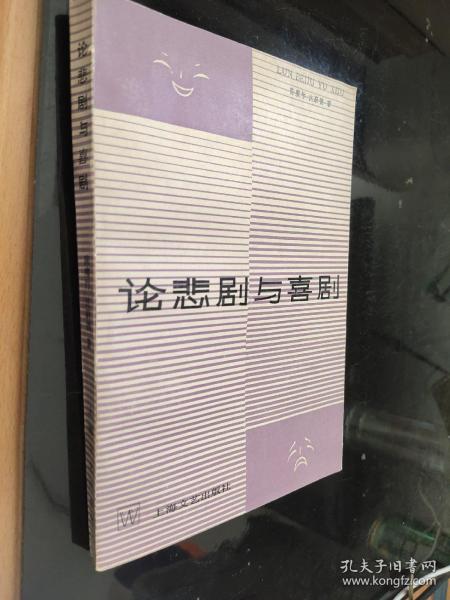 LUN BEIJU YU XIJU
论悲剧与喜剧
上海文艺出版社
W
论悲剧与喜剧
孔夫子旧书网
www.kongfz.com